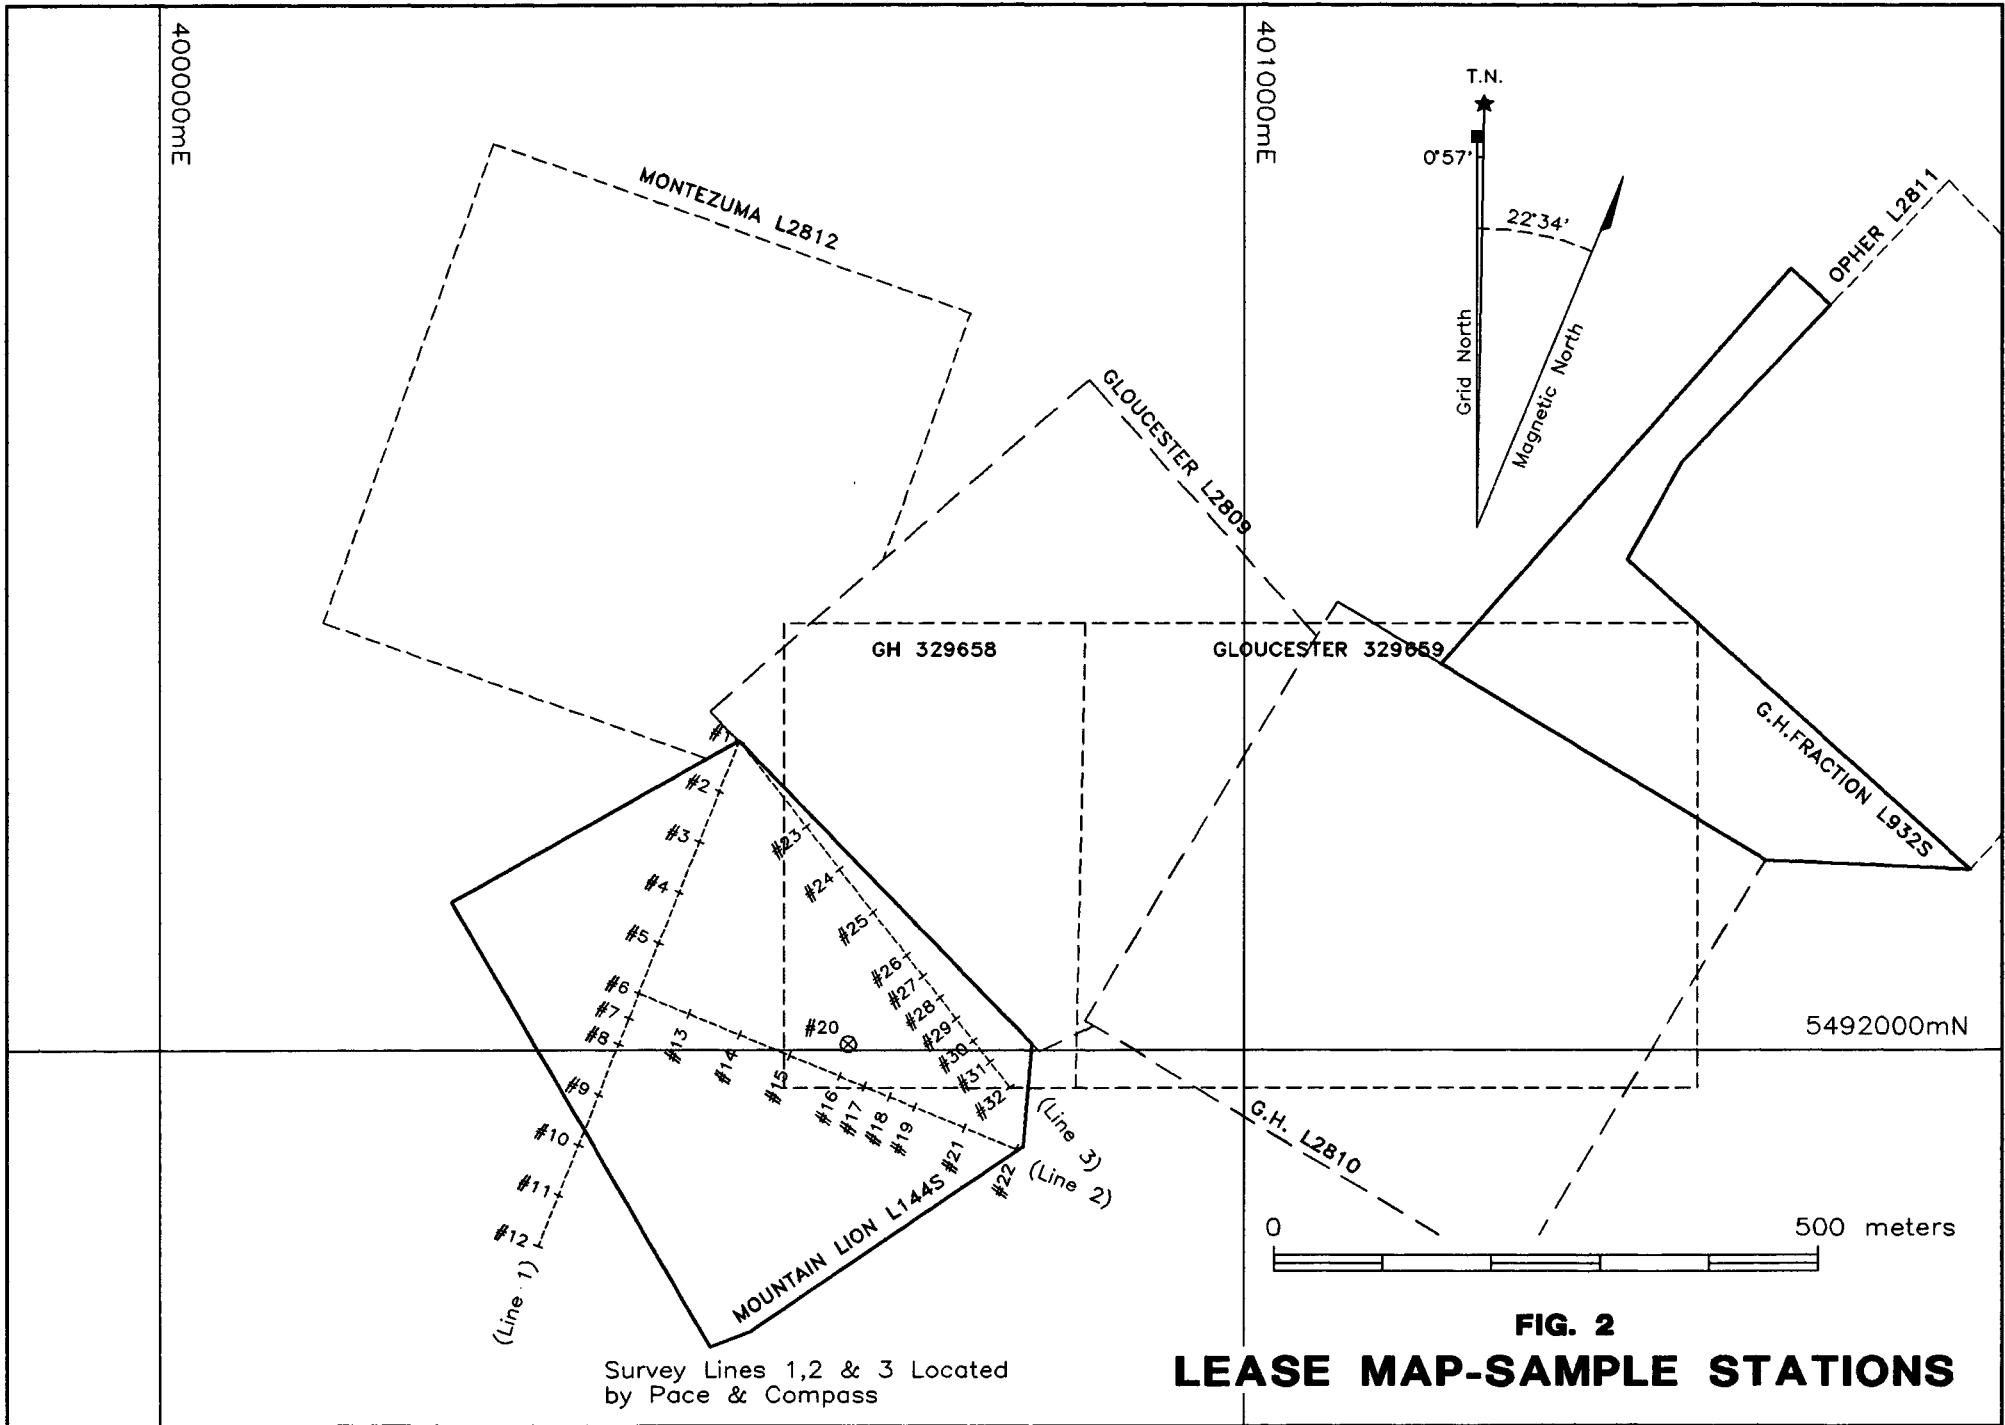 400000mE
401000mE
T.N.
0°57'
22°34'
Grid North
Magnetic North
MONTEZUMA L2812
GLOUCESTER L2809
OPHER L2811
GH 329658
GLOUCESTER 329659
G.H.FRACTION L932S
#1
#2
#3
#4
#5
#6
#7
#8
#9
#10
#11
#12
(Line 1)
#13
#14
#15
#16
#17
#18
#19
#20
#21
#22
(Line 2)
#23
#24
#25
#26
#27
#28
#29
#30
#31
#32
(Line 3)
5492000mN
G.H. L2810
MOUNTAIN LION L144S
0
500 meters
Survey Lines 1,2 & 3 Located
by Pace & Compass
FIG. 2
LEASE MAP-SAMPLE STATIONS